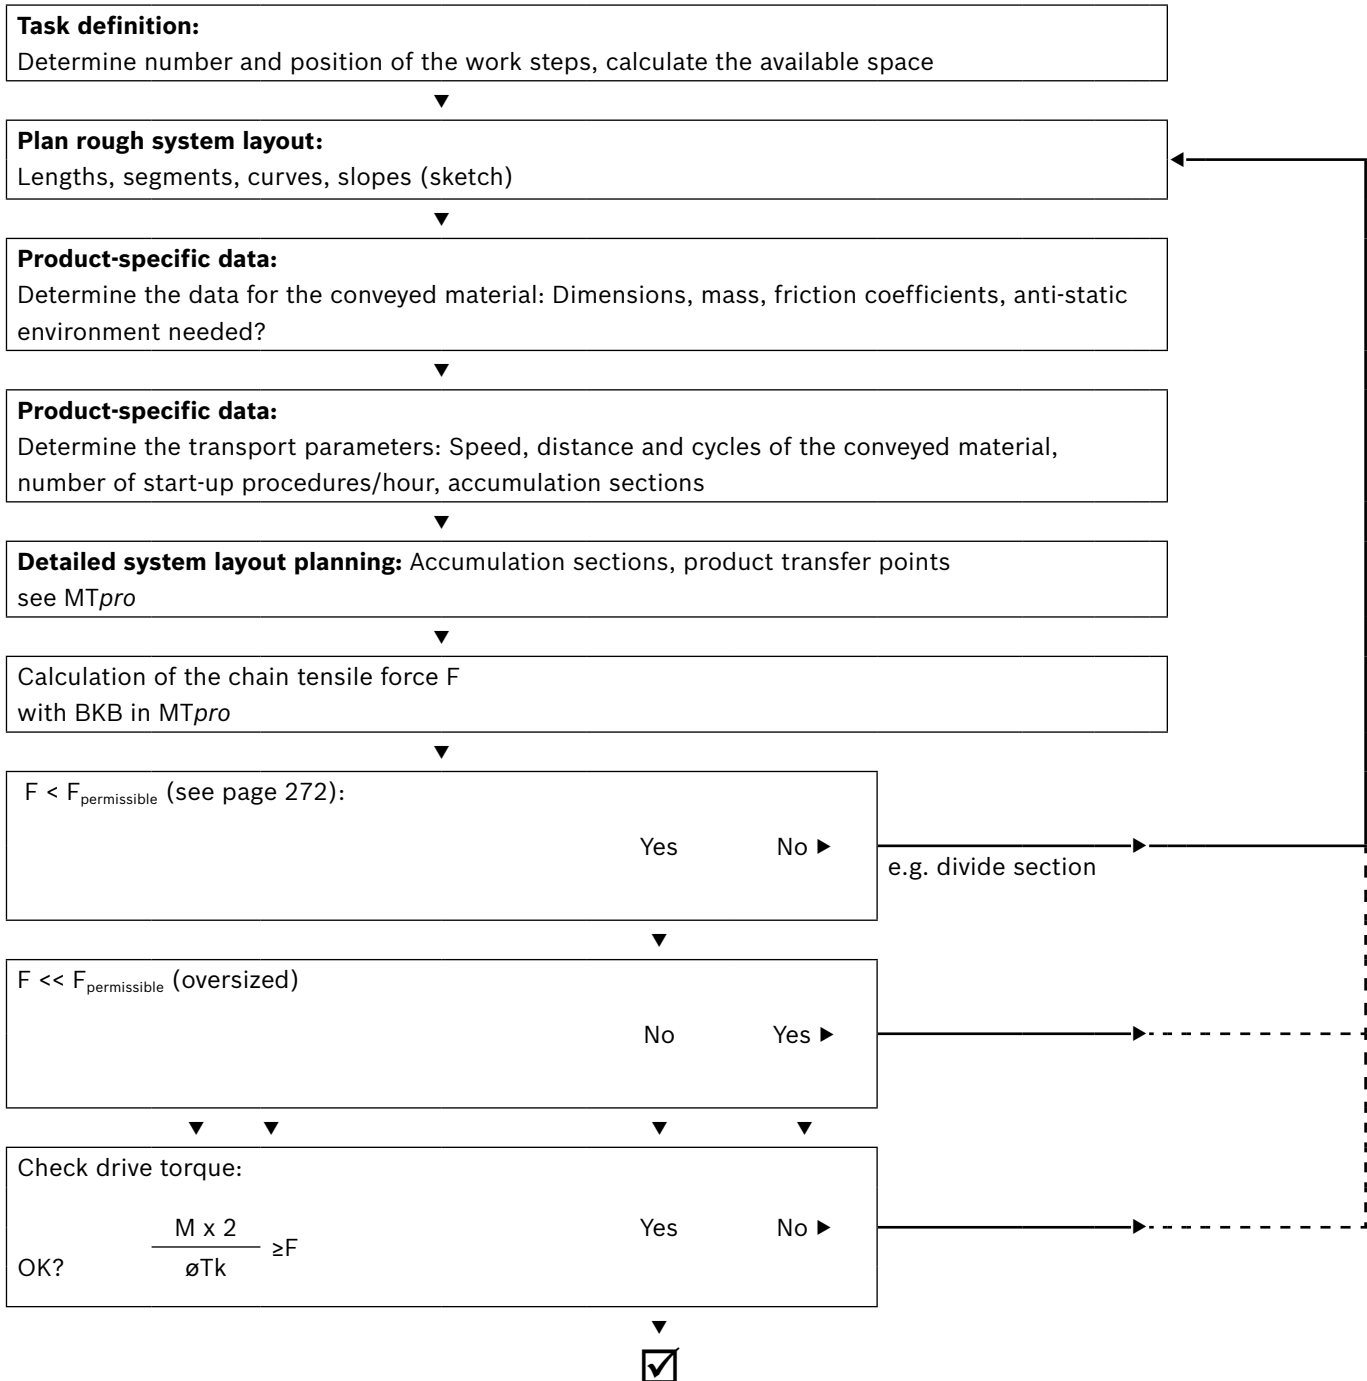 Task definition:
Determine number and position of the work steps, calculate the available space
Plan rough system layout:
Lengths, segments, curves, slopes (sketch)
Product-specific data:
Determine the data for the conveyed material: Dimensions, mass, friction coefficients, anti-static
environment needed?
Product-specific data:
Determine the transport parameters: Speed, distance and cycles of the conveyed material,
number of start-up procedures/hour, accumulation sections
Detailed system layout planning: Accumulation sections, product transfer points
see MTpro
Calculation of the chain tensile force F
with BKB in MTpro
F < Fpermissible (see page 272):
Yes No
e.g. divide section
F << Fpermissible (oversized)
No Yes
Check drive torque:
M x 2
Yes No
≥F
OK?
øTk